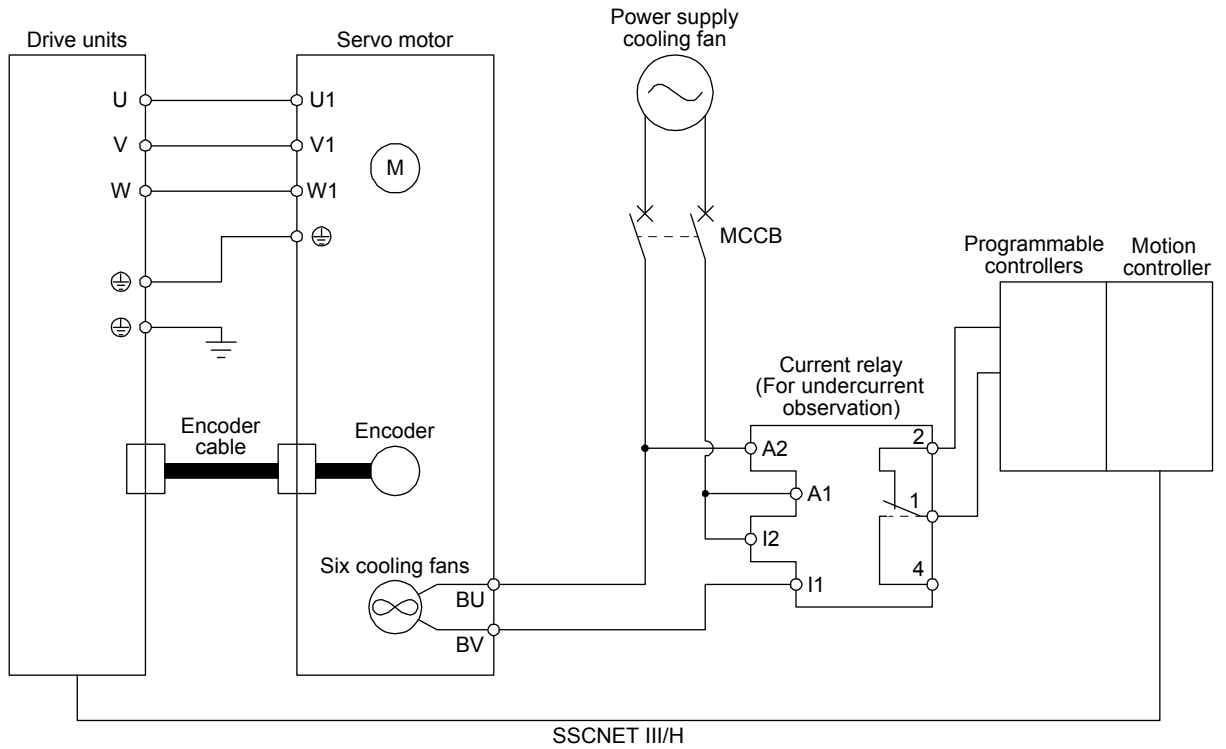 Power supply
cooling fan
Drive units
Servo motor
U
U1
V
V1
M
W
W1
MCCB
Programmable
controllers
Motion
controller
Current relay
(For undercurrent
observation)
Encoder
cable
Encoder
A2
2
A1
1
I2
Six cooling fans
BU
I1
4
BV
SSCNET III/H